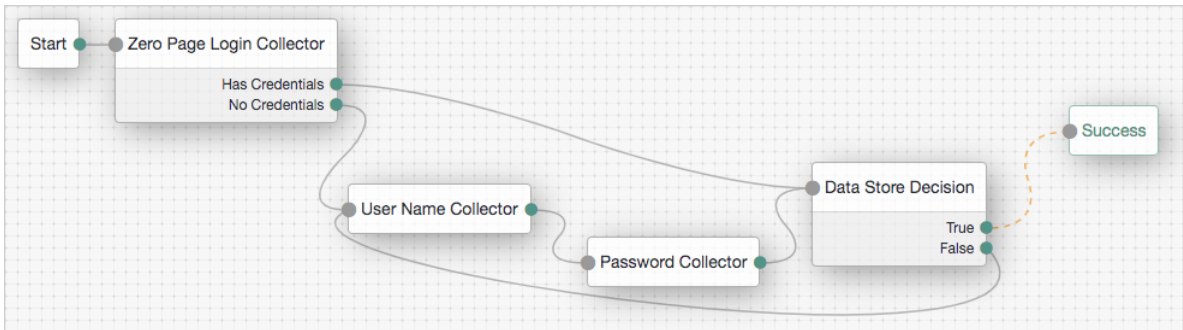 Start
Zero Page Login Collector
Has Credentials
No Credentials
Success
Data Store Decision
User Name Collector
True
False
Password Collector